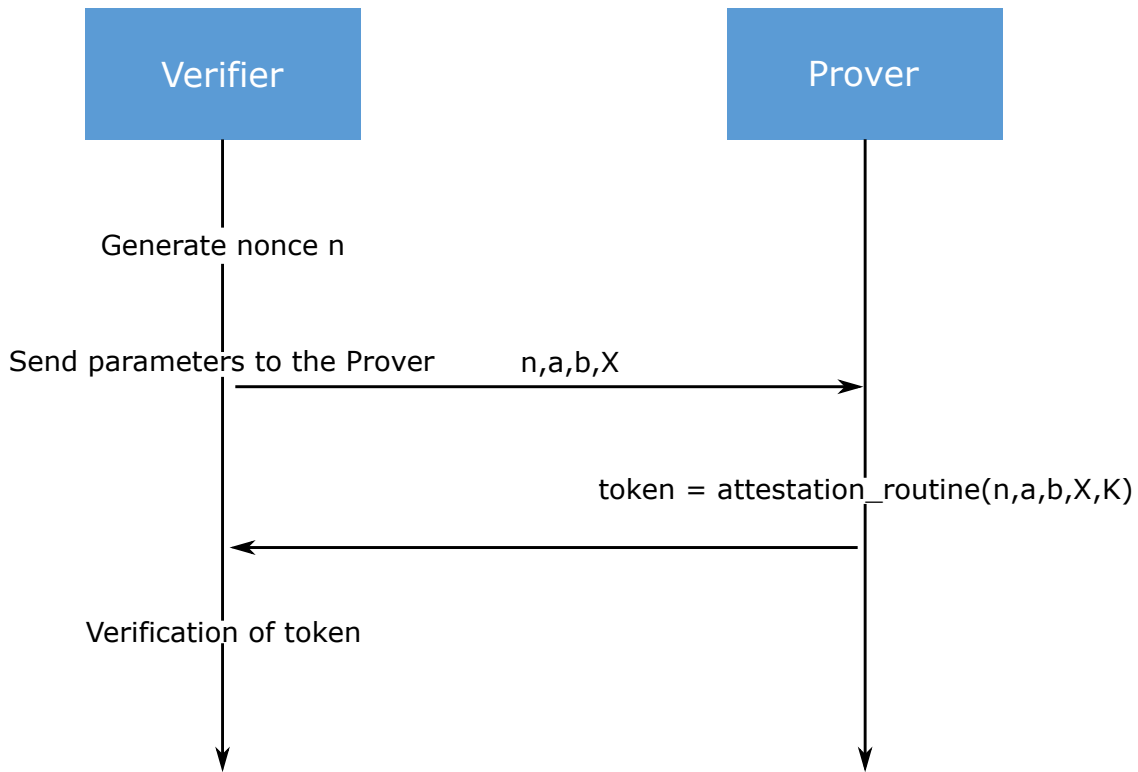 Verifier
Prover
Generate nonce n
Send parameters to the Prover
n,a,b,X
token = attestation_routine(n,a,b,X,K)
Verification of token